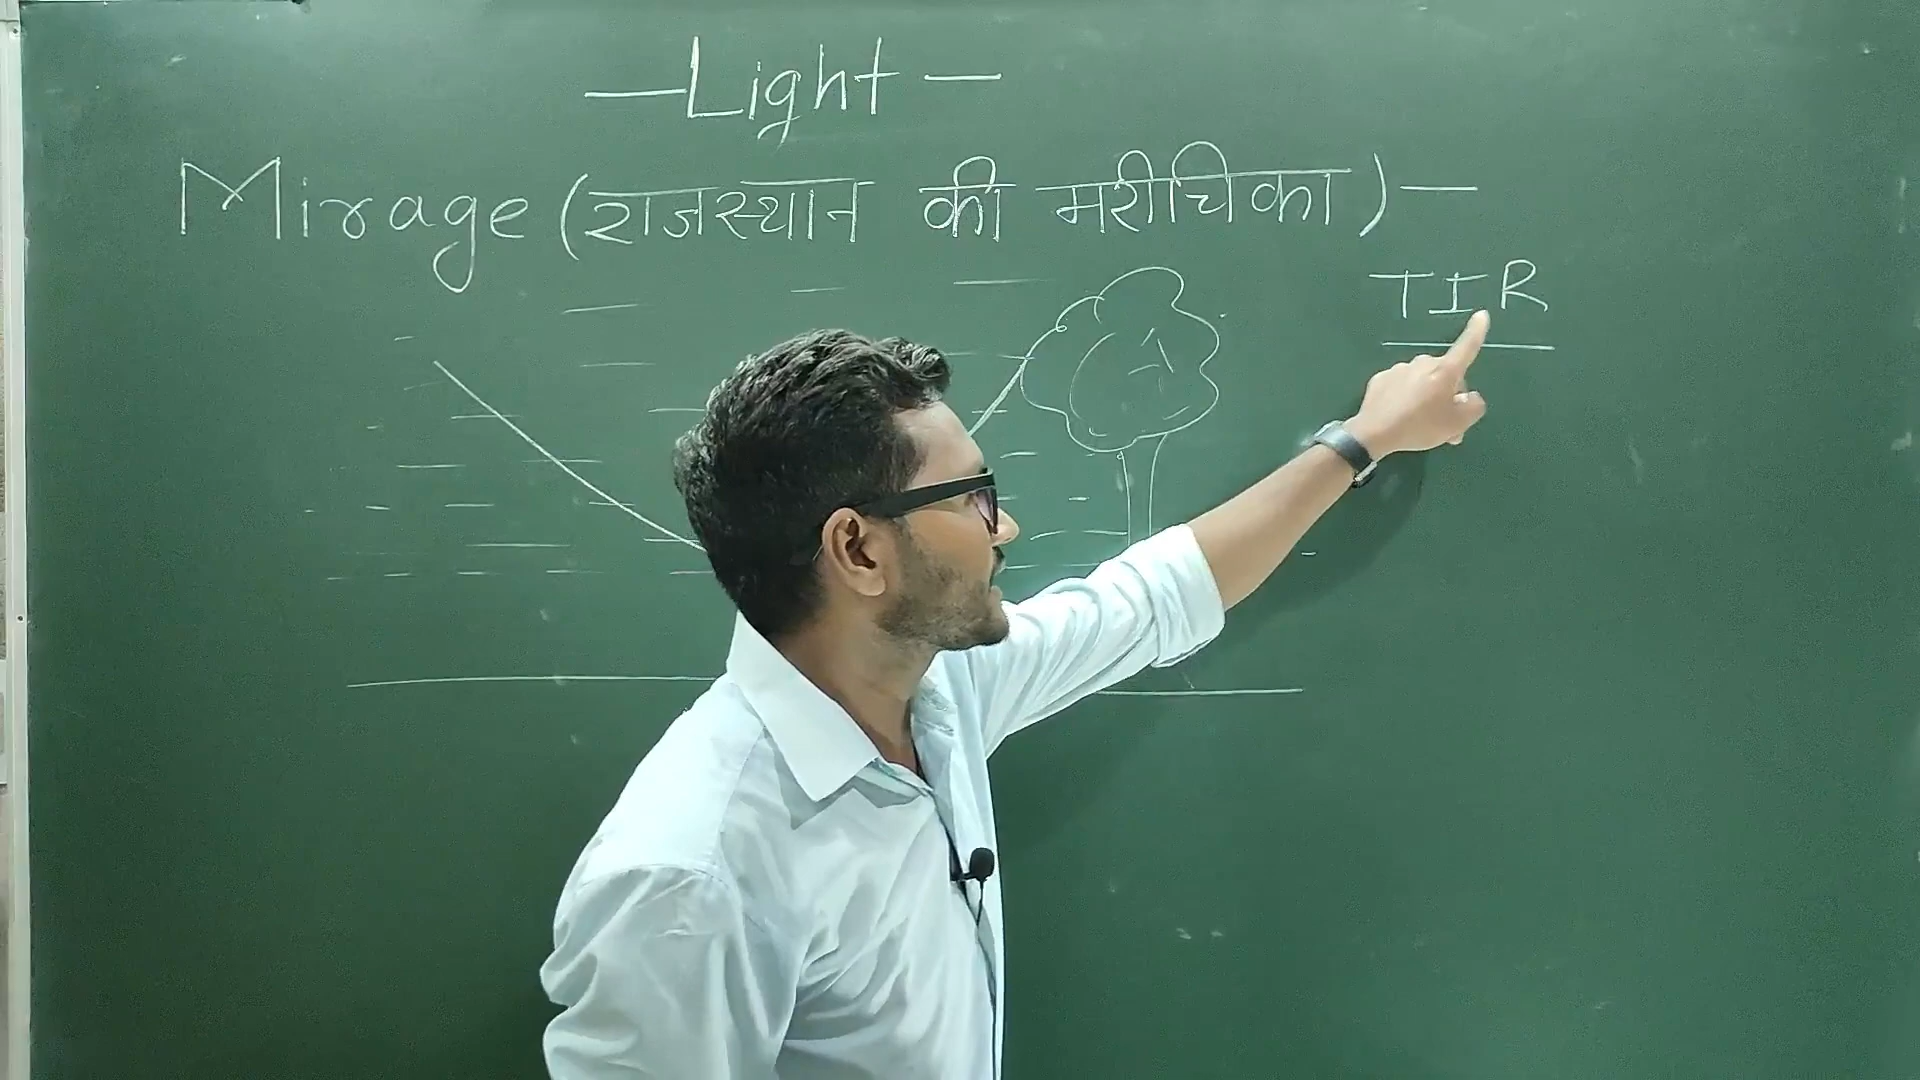 — Light —
Mirage (राजस्थान की मरीचिका) —
TIR